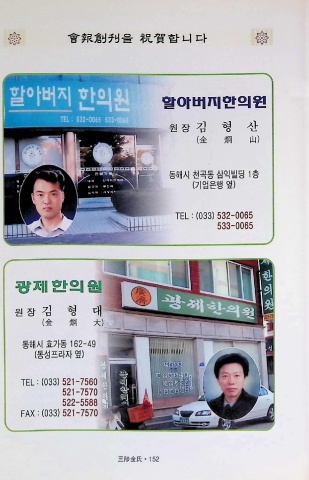 會報創刊을 祝賀합니다
할아버지 한의원
TEL : 532-0065 533-0065
할아버지한의원
원장 김 형 산
(金 炯 山)
동해시 천곡동 삼익빌딩 1층
(기업은행 옆)
TEL : (033) 532-0065
533-0065
광제한의원
원장 김 형 대
(金 炯 大)
동해시 효가동 162-49
(동성프라자 옆)
TEL : (033) 521-7560
521-7570
522-5588
FAX : (033) 521-7570
광제한의원
三陟金氏 · 152